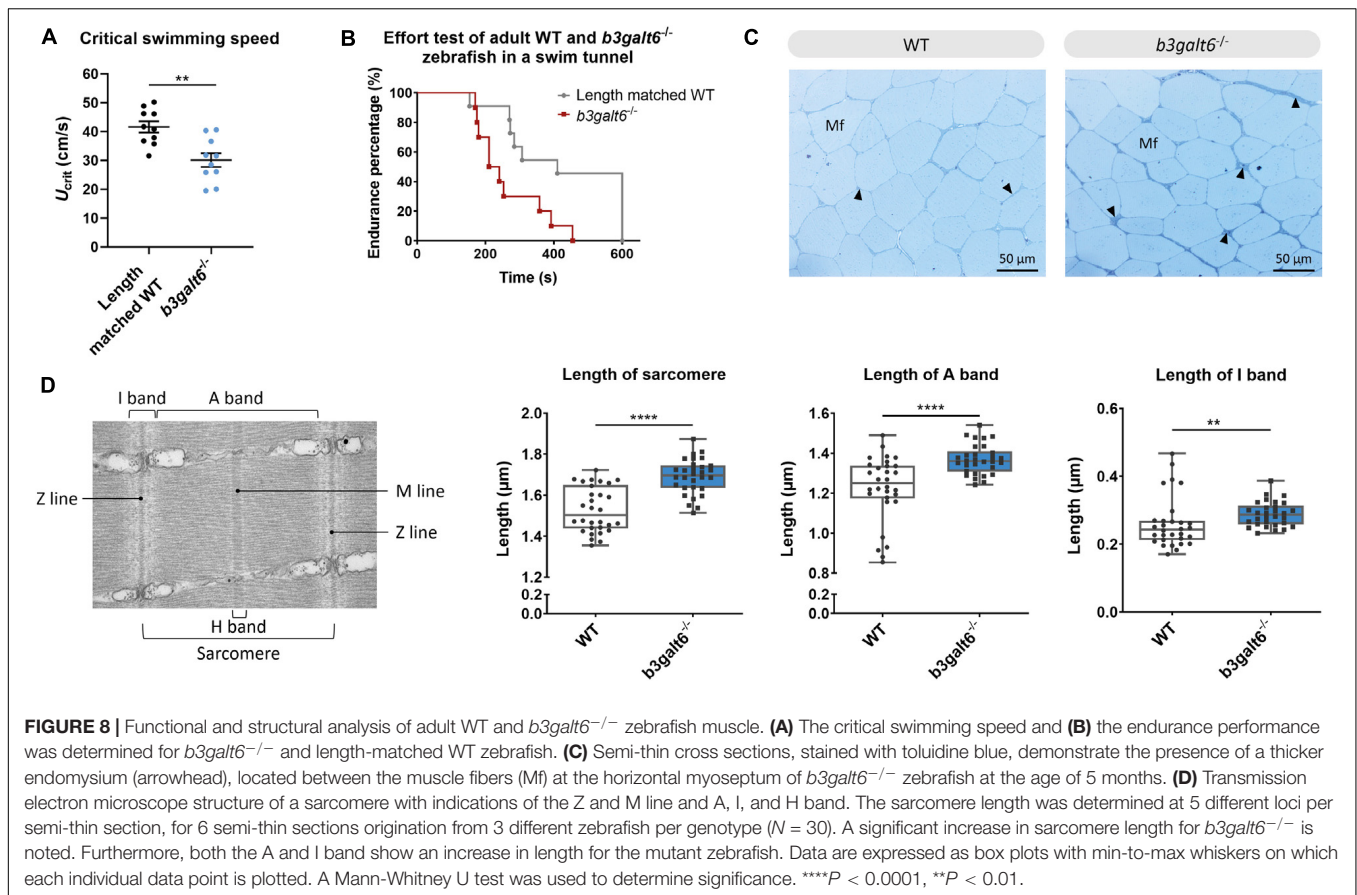 A
Critical swimming speed
**
60
50
40
30
20
10
0
Ucrit (cm/s)
Length matched WT
b3galt6-/-
B
Effort test of adult WT and b3galt6-/-
zebrafish in a swim tunnel
Length matched WT
b3galt6-/-
100
80
60
40
20
0
Endurance percentage (%)
0 200 400 600
Time (s)
C
WT
b3galt6-/-
Mf
50 µm
Mf
50 µm
D
I band
A band
Z line
M line
Z line
H band
Sarcomere
Length of sarcomere
****
2.0
1.8
1.6
1.4
1.2
0.2
0.0
Length (µm)
WT
b3galt6-/-
Length of A band
****
1.6
1.4
1.2
1.0
0.8
0.2
0.0
Length (µm)
WT
b3galt6-/-
Length of I band
**
0.6
0.4
0.2
0.0
Length (µm)
WT
b3galt6-/-
FIGURE 8 | Functional and structural analysis of adult WT and b3galt6−/− zebrafish muscle. (A) The critical swimming speed and (B) the endurance performance
was determined for b3galt6−/− and length-matched WT zebrafish. (C) Semi-thin cross sections, stained with toluidine blue, demonstrate the presence of a thicker
endomysium (arrowhead), located between the muscle fibers (Mf) at the horizontal myoseptum of b3galt6−/− zebrafish at the age of 5 months. (D) Transmission
electron microscope structure of a sarcomere with indications of the Z and M line and A, I, and H band. The sarcomere length was determined at 5 different loci per
semi-thin section, for 6 semi-thin sections origination from 3 different zebrafish per genotype (N = 30). A significant increase in sarcomere length for b3galt6−/− is
noted. Furthermore, both the A and I band show an increase in length for the mutant zebrafish. Data are expressed as box plots with min-to-max whiskers on which
each individual data point is plotted. A Mann-Whitney U test was used to determine significance. ****P < 0.0001, **P < 0.01.